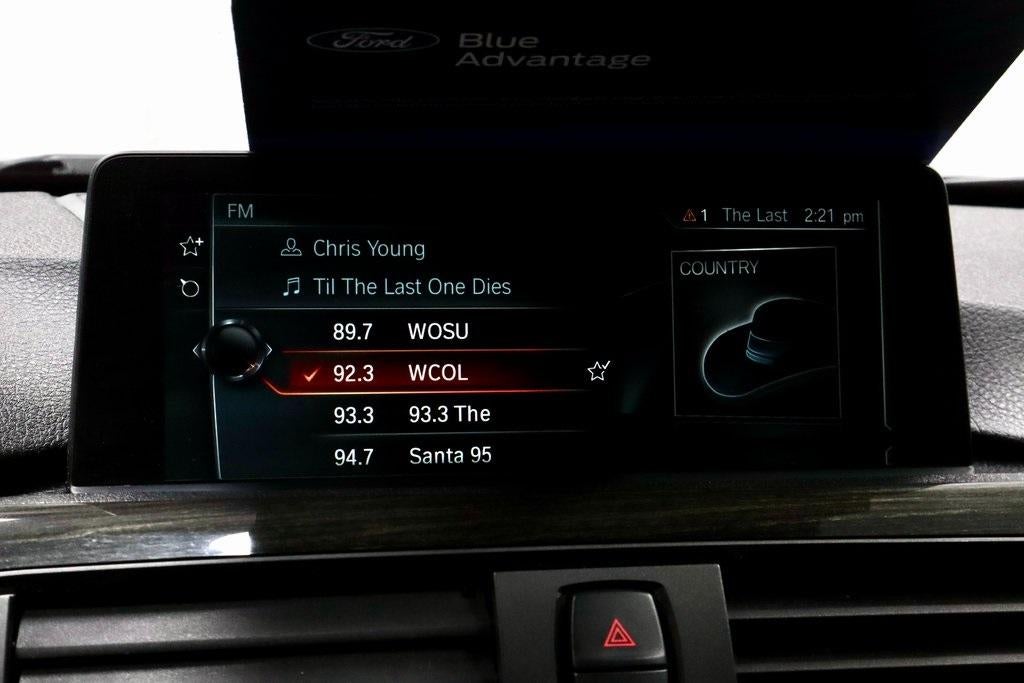 Ford Blue
Advantage
FM
1 The Last 2:21 pm
Chris Young
Til The Last One Dies
COUNTRY
89.7 WOSU
92.3 WCOL
93.3 93.3 The
94.7 Santa 95